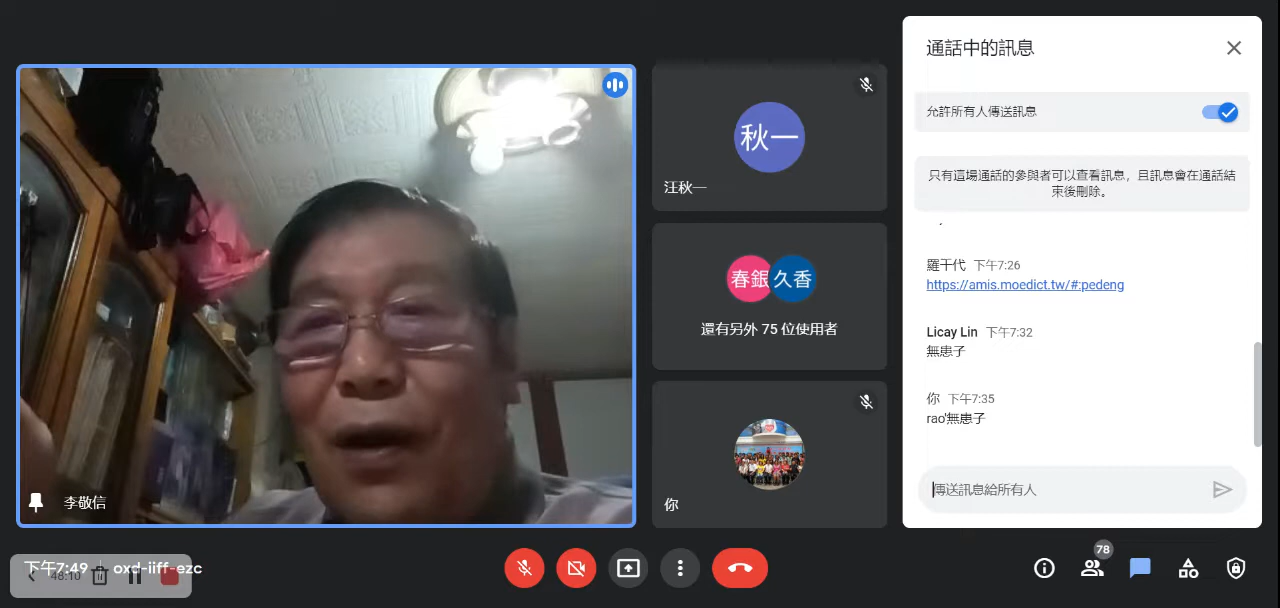 李敬信
下午7:49
oxd-iiff-ezc
48:10
秋一
汪秋一
春銀
久香
還有另外 75 位使用者
你
通話中的訊息
允許所有人傳送訊息
只有這場通話的參與者可以查看訊息，且訊息會在通話結
束後刪除。
羅千代 下午7:26
https://amis.moedict.tw/#:pedeng
Licay Lin 下午7:32
無患子
你 下午7:35
rao'無患子
傳送訊息給所有人
78